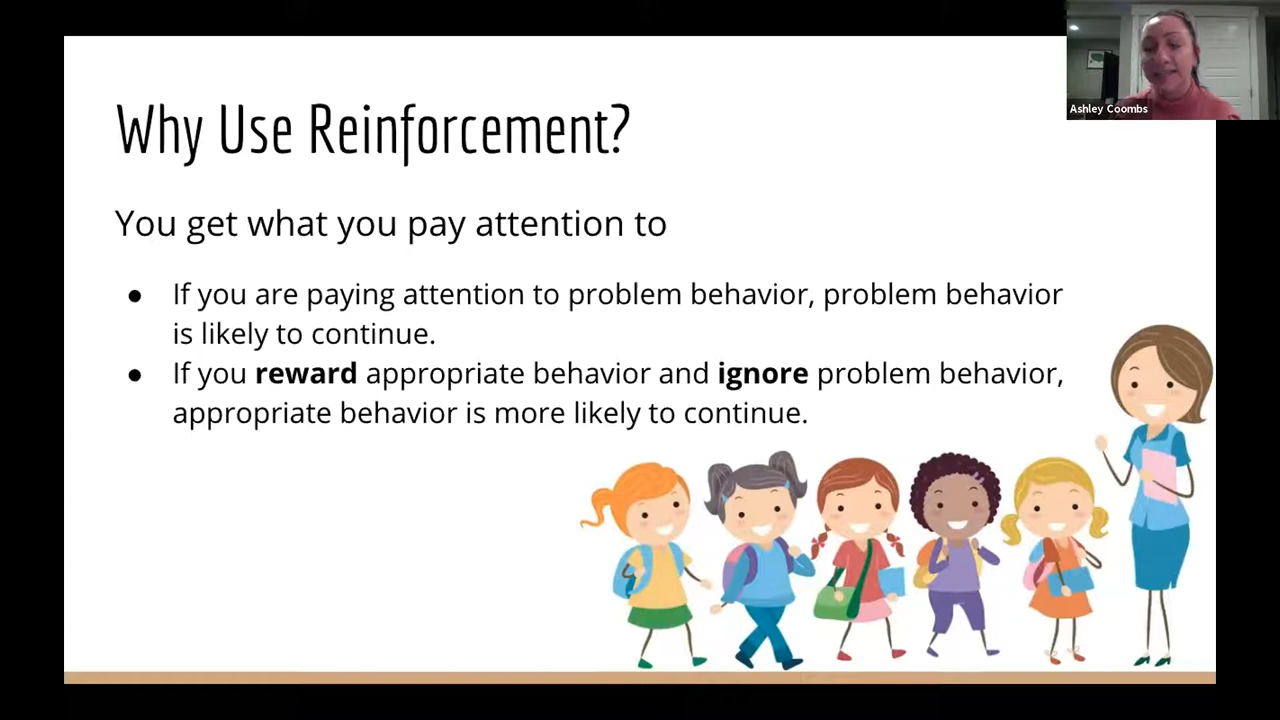 Ashley Coombs
Why Use Reinforcement?
You get what you pay attention to
● If you are paying attention to problem behavior, problem behavior
is likely to continue.
● If you reward appropriate behavior and ignore problem behavior,
appropriate behavior is more likely to continue.